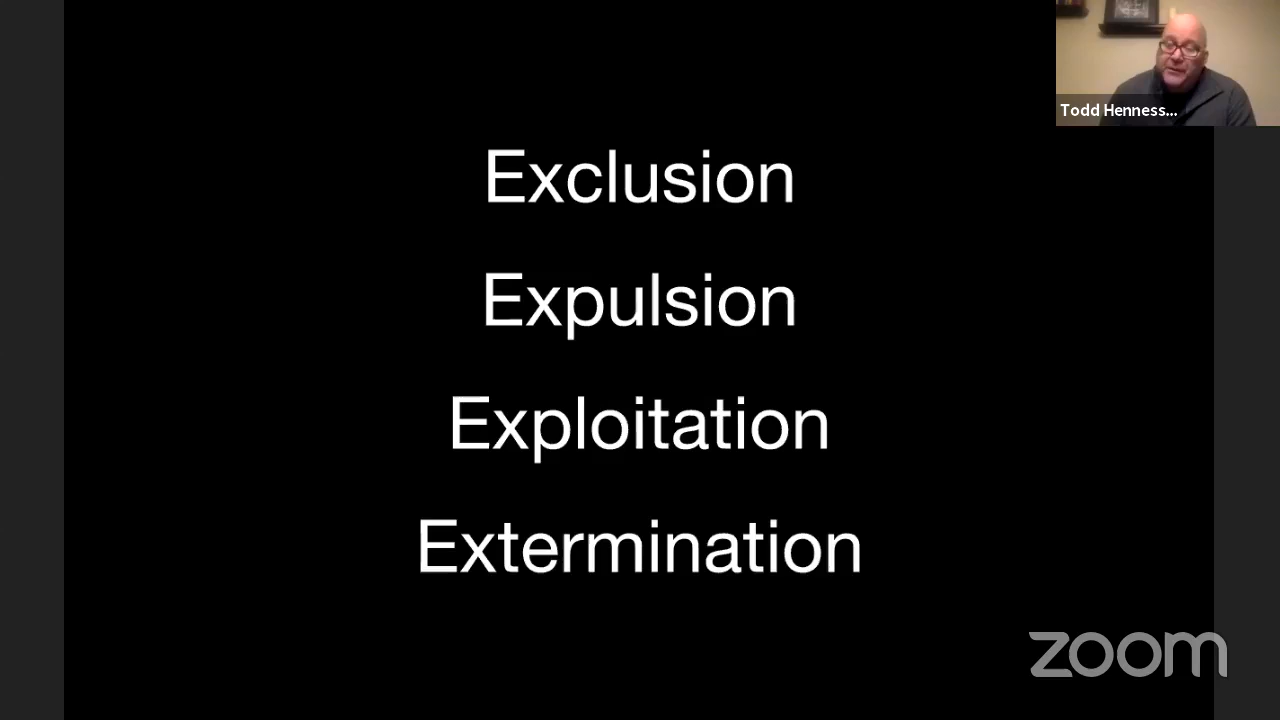 Todd Henness...
Exclusion
Expulsion
Exploitation
Extermination
zoom